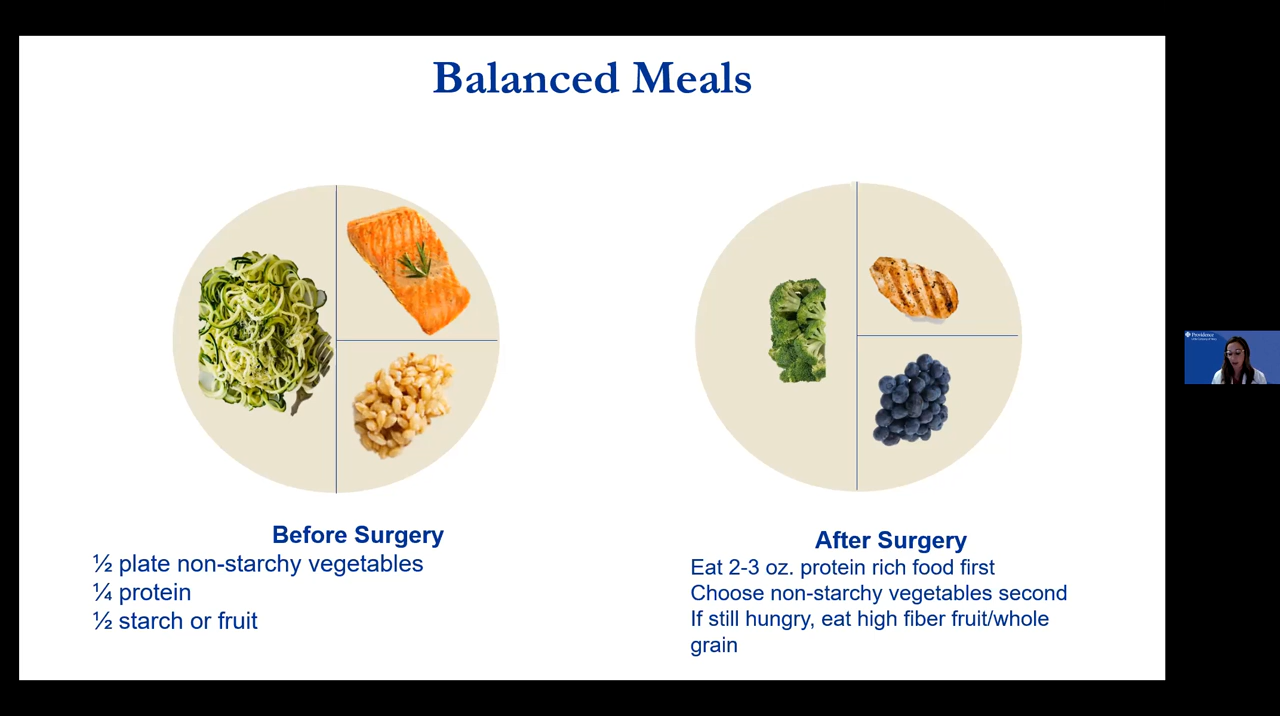 Balanced Meals
Before Surgery
½ plate non-starchy vegetables
¼ protein
½ starch or fruit
After Surgery
Eat 2-3 oz. protein rich food first
Choose non-starchy vegetables second
If still hungry, eat high fiber fruit/whole
grain
Providence